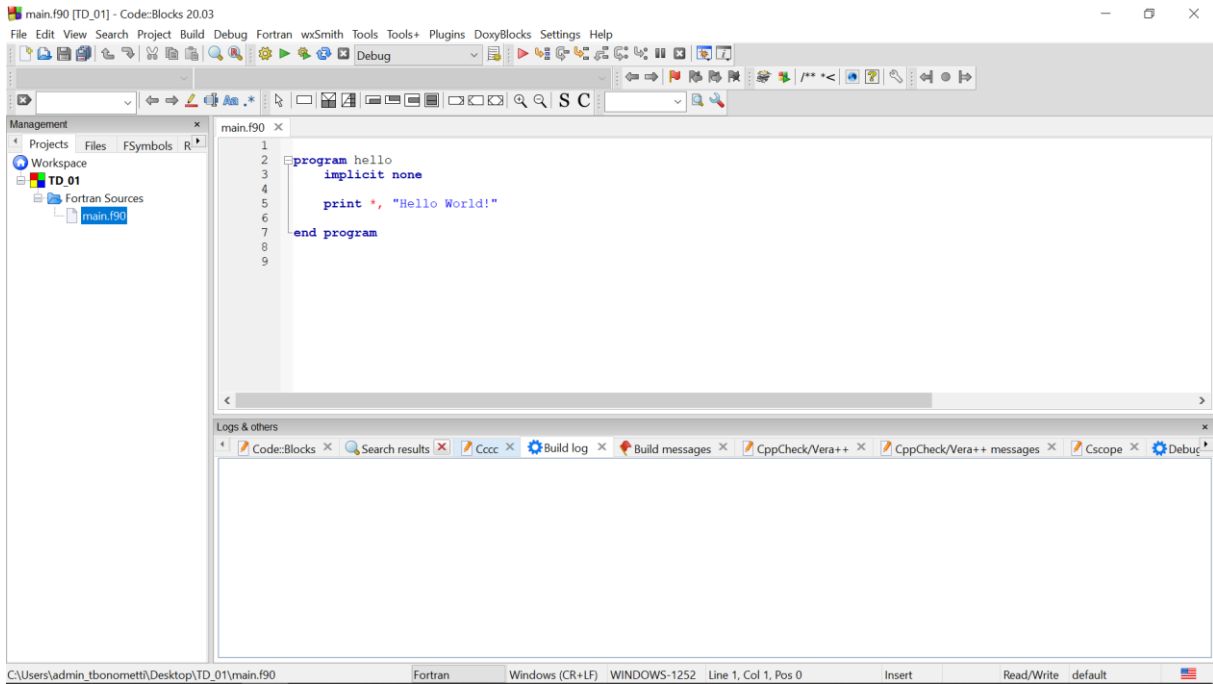 main.f90 [TD_01] - Code::Blocks 20.03
File Edit View Search Project Build Debug Fortran wxSmith Tools Tools+ Plugins DoxyBlocks Settings Help
Debug
/** *<
Aa .* S C
Management
Projects Files FSymbols R
Workspace
TD_01
Fortran Sources
main.f90
main.f90
1
2 program hello
3 implicit none
4
5 print *, "Hello World!"
6
7 end program
8
9
Logs & others
Code::Blocks Search results Cccc Build log Build messages CppCheck/Vera++ CppCheck/Vera++ messages Cscope Debug
C:\Users\admin_tbonometti\Desktop\TD_01\main.f90 Fortran Windows (CR+LF) WINDOWS-1252 Line 1, Col 1, Pos 0 Insert Read/Write default